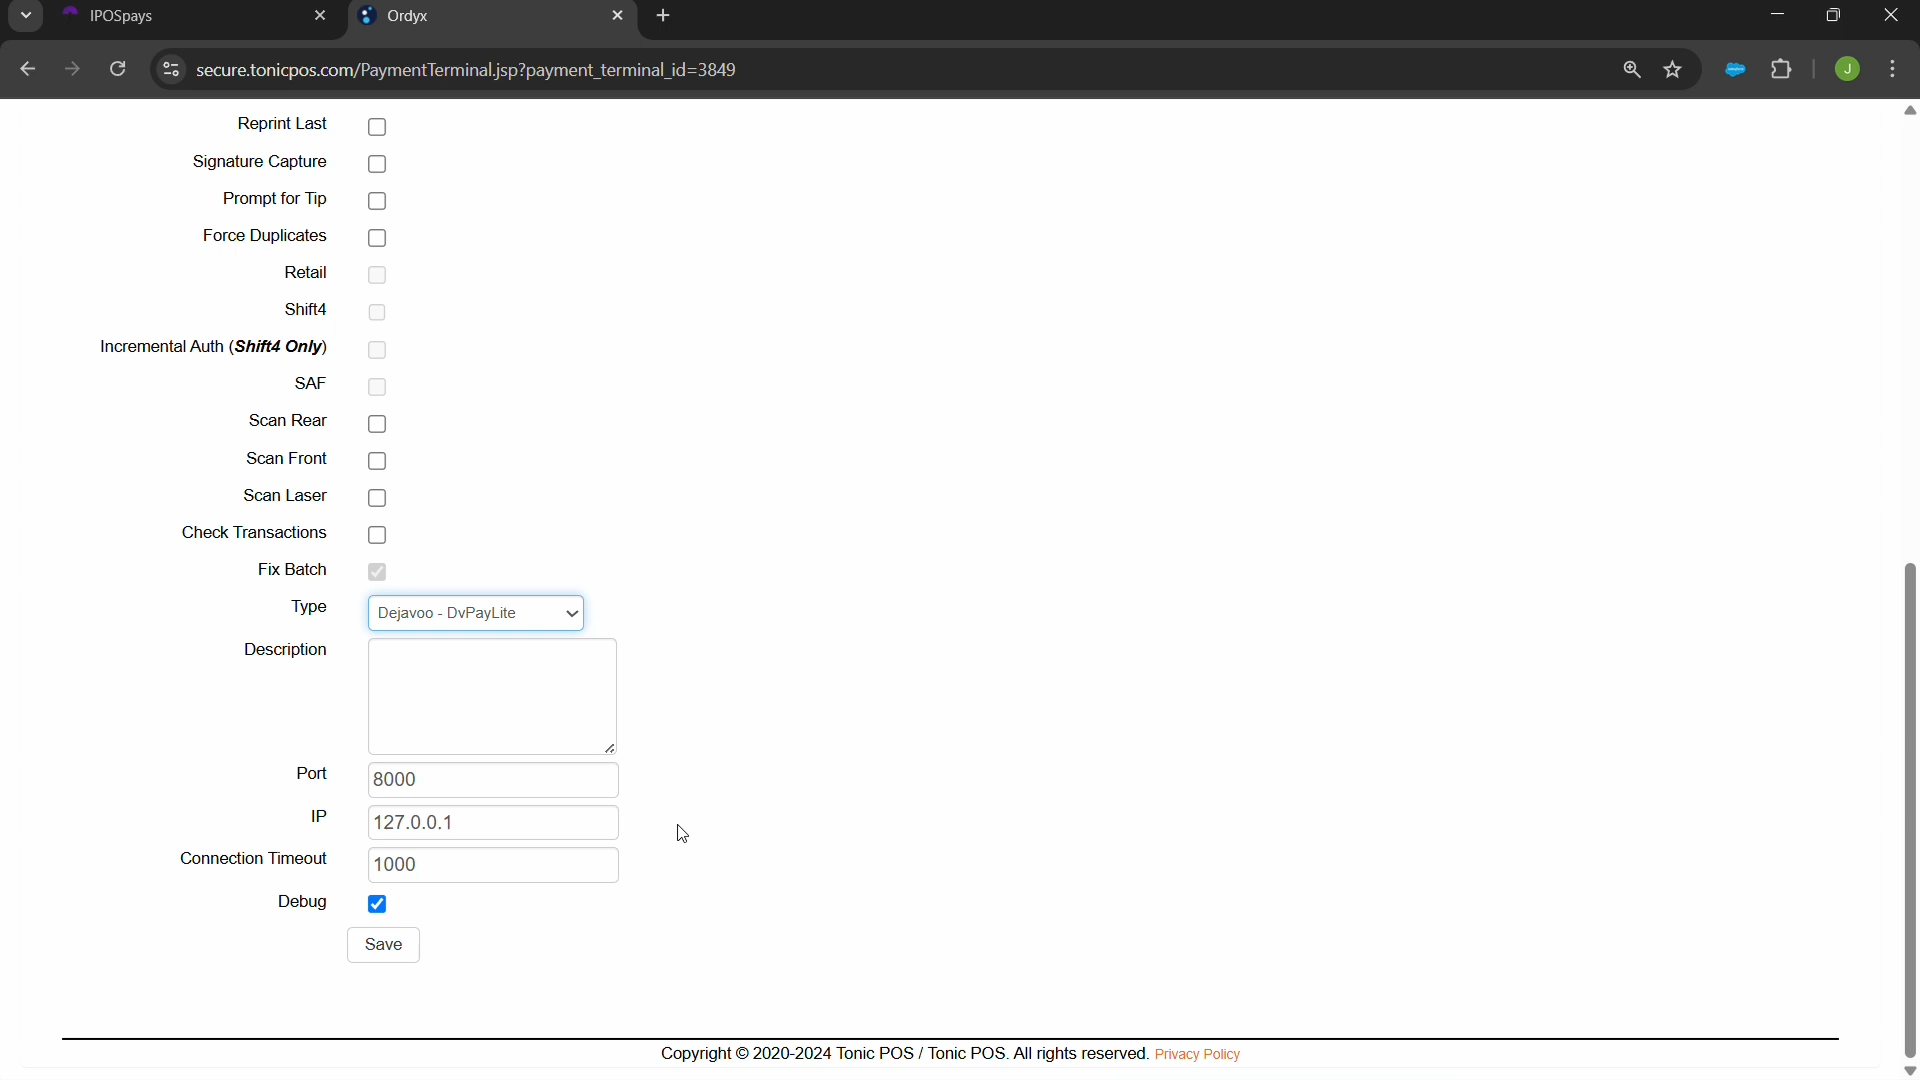 IPOSpays
Ordyx
secure.tonicpos.com/PaymentTerminal.jsp?payment_terminal_id=3849
J
Reprint Last
Signature Capture
Prompt for Tip
Force Duplicates
Retail
Shift4
Incremental Auth (Shift4 Only)
SAF
Scan Rear
Scan Front
Scan Laser
Check Transactions
Fix Batch
Type Dejavoo - DvPayLite
Description
Port 8000
IP 127.0.0.1
Connection Timeout 1000
Debug
Save
Copyright © 2020-2024 Tonic POS / Tonic POS. All rights reserved. Privacy Policy